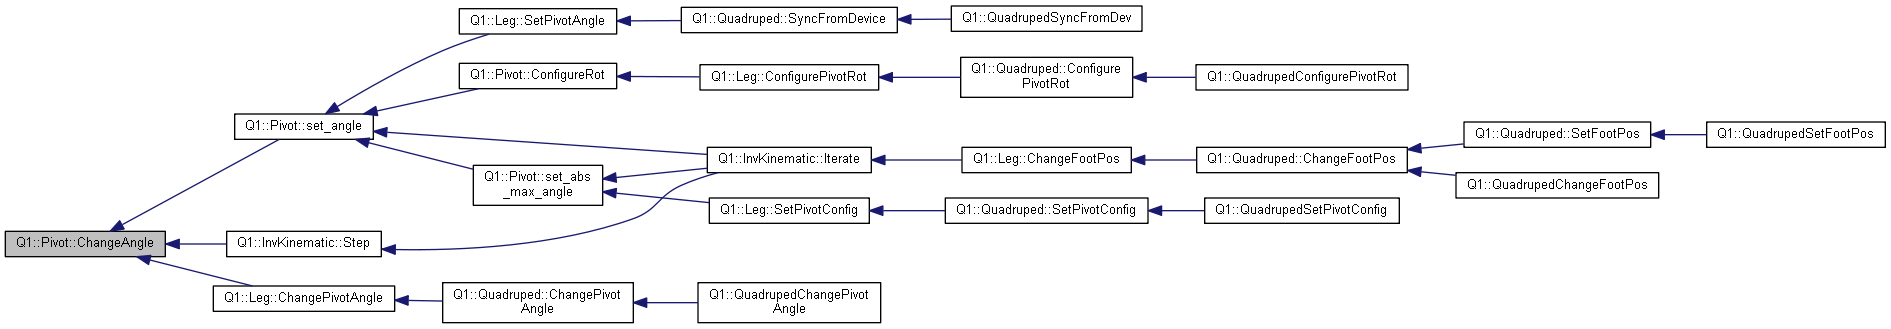 Q1::Leg::SetPivotAngle
Q1::Quadruped::SyncFromDevice
Q1::QuadrupedSyncFromDev
Q1::Pivot::ConfigureRot
Q1::Leg::ConfigurePivotRot
Q1::Quadruped::Configure
PivotRot
Q1::QuadrupedConfigurePivotRot
Q1::Pivot::set_angle
Q1::InvKinematic::Iterate
Q1::Leg::ChangeFootPos
Q1::Quadruped::ChangeFootPos
Q1::Quadruped::SetFootPos
Q1::QuadrupedSetFootPos
Q1::QuadrupedChangeFootPos
Q1::Pivot::set_abs
_max_angle
Q1::Leg::SetPivotConfig
Q1::Quadruped::SetPivotConfig
Q1::QuadrupedSetPivotConfig
Q1::Pivot::ChangeAngle
Q1::InvKinematic::Step
Q1::Leg::ChangePivotAngle
Q1::Quadruped::ChangePivot
Angle
Q1::QuadrupedChangePivot
Angle